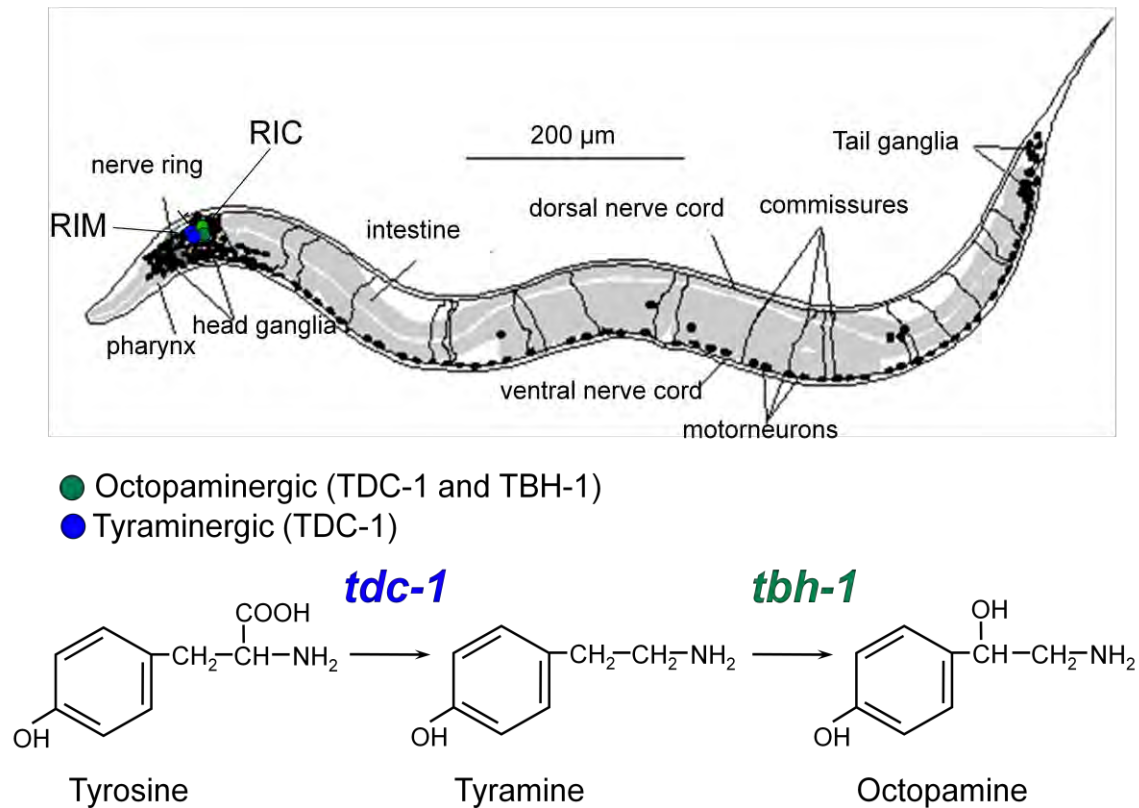 RIC
200 µm
Tail ganglia
nerve ring
dorsal nerve cord
commissures
RIM
intestine
head ganglia
pharynx
ventral nerve cord
motorneurons
Octopaminergic (TDC-1 and TBH-1)
Tyraminergic (TDC-1)
tdc-1
tbh-1
COOH
CH₂–CH–NH₂
OH
CH₂–CH₂–NH₂
OH
OH
CH–CH₂–NH₂
OH
Tyrosine
Tyramine
Octopamine